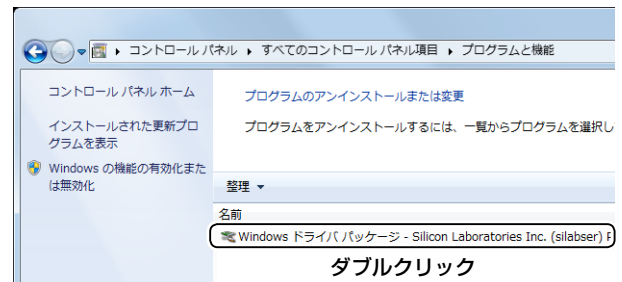 コントロール パネル ▸ すべてのコントロール パネル項目 ▸ プログラムと機能
コントロール パネル ホーム
インストールされた更新プロ
グラムを表示
Windows の機能の有効化また
は無効化
プログラムのアンインストールまたは変更
プログラムをアンインストールするには、一覧からプログラムを選択し
整理
名前
Windows ドライバ パッケージ - Silicon Laboratories Inc. (silabser)
ダブルクリック